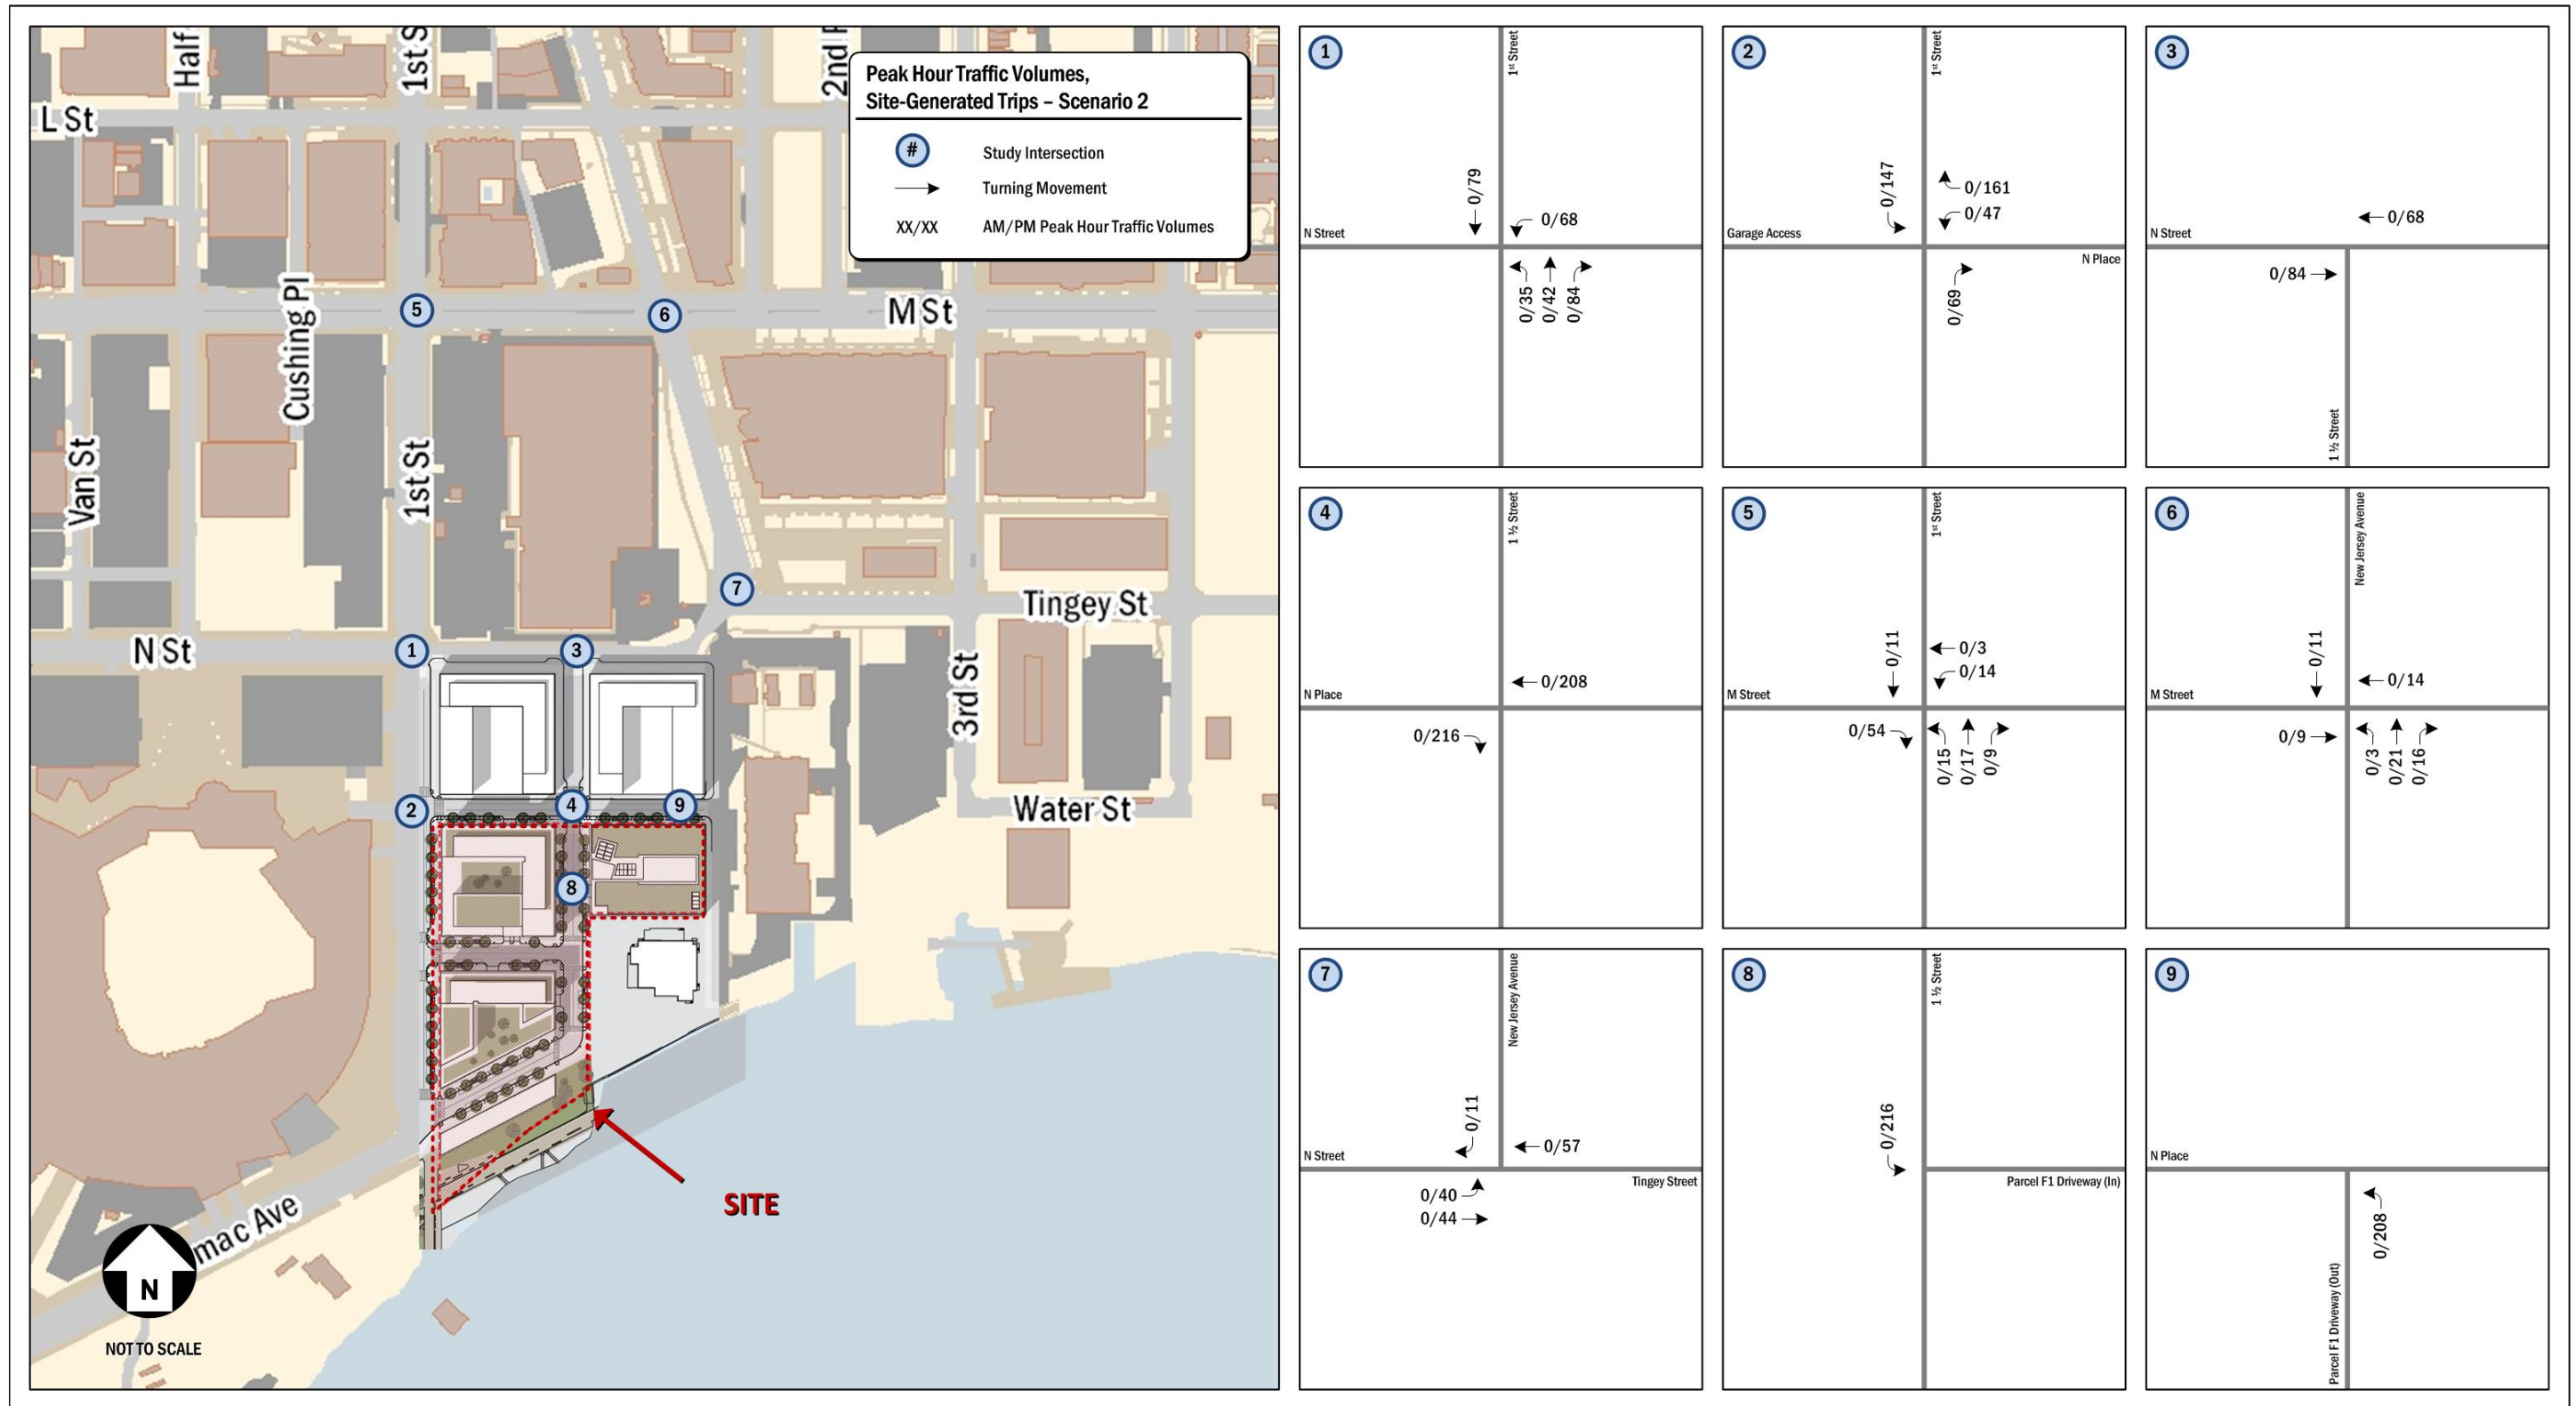 Half
1st S
2nd F
L St
Peak Hour Traffic Volumes,
Site-Generated Trips – Scenario 2
#
Study Intersection
Turning Movement
XX/XX
AM/PM Peak Hour Traffic Volumes
Cushing Pl
5
6
M St
Van St
1st St
7
Tingey St
N St
1
3
3rd St
2
4
9
Water St
8
SITE
mac Ave
N
NOT TO SCALE
1
1st Street
0/79
0/68
N Street
0/35
0/42
0/84
2
1st Street
0/147
0/161
0/47
Garage Access
N Place
0/69
3
0/68
N Street
0/84
1 ½ Street
4
1 ½ Street
0/208
N Place
0/216
5
1st Street
0/11
0/3
0/14
M Street
0/54
0/15
0/17
0/9
6
New Jersey Avenue
0/11
0/14
M Street
0/9
0/3
0/21
0/16
7
New Jersey Avenue
0/11
0/57
N Street
Tingey Street
0/40
0/44
8
1 ½ Street
0/216
Parcel F1 Driveway (In)
9
N Place
0/208
Parcel F1 Driveway (Out)